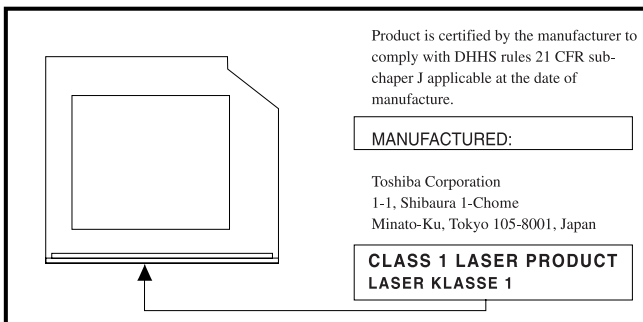 Product is certified by the manufacturer to
comply with DHHS rules 21 CFR sub-
chaper J applicable at the date of
manufacture.
MANUFACTURED:
Toshiba Corporation
1-1, Shibaura 1-Chome
Minato-Ku, Tokyo 105-8001, Japan
CLASS 1 LASER PRODUCT
LASER KLASSE 1